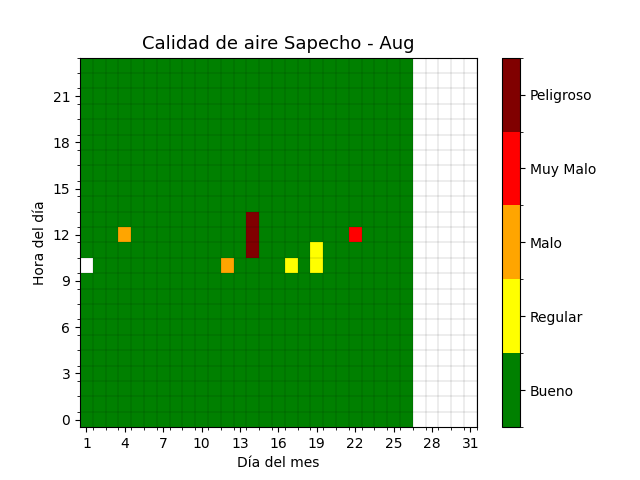 Calidad de aire Sapecho - Aug
Hora del día
21
18
15
12
9
6
3
0
1 4 7 10 13 16 19 22 25 28 31
Día del mes
Peligroso
Muy Malo
Malo
Regular
Bueno